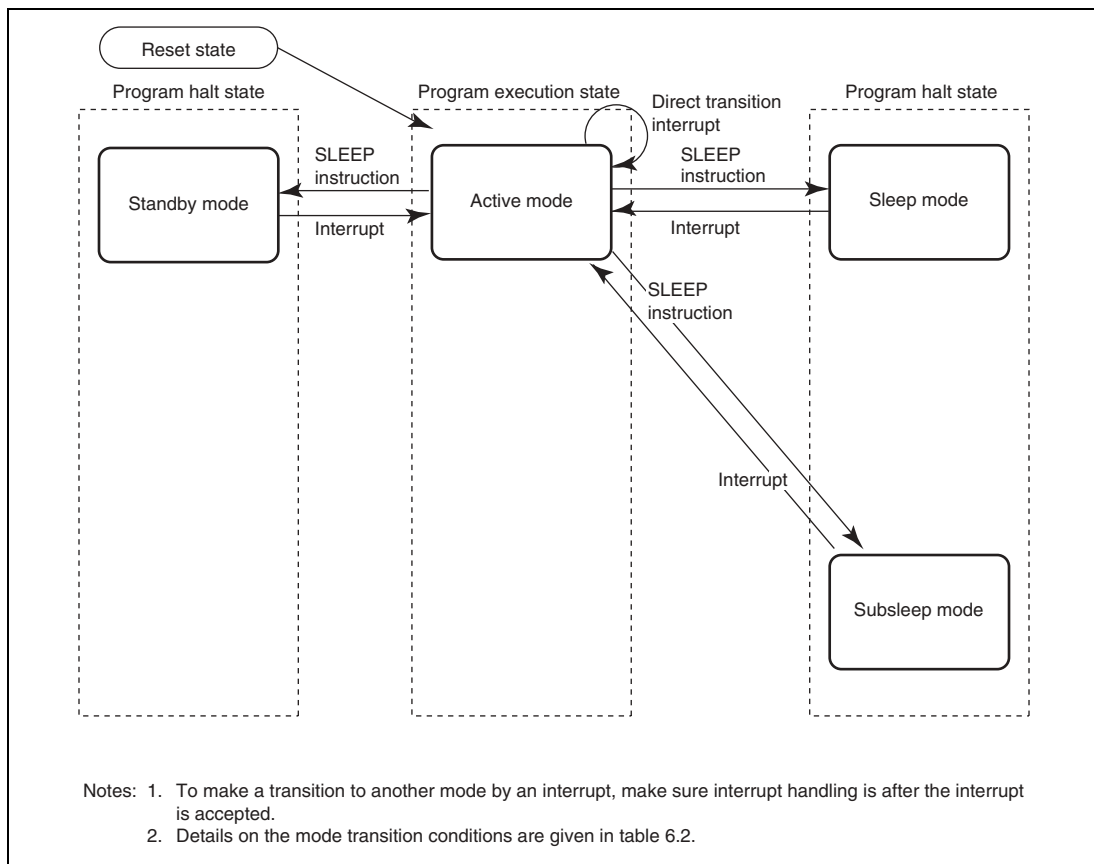 Reset state
Program halt state
Program execution state
Program halt state
Direct transition
interrupt
SLEEP
instruction
SLEEP
instruction
Standby mode
Active mode
Sleep mode
Interrupt
Interrupt
SLEEP
instruction
Interrupt
Subsleep mode
Notes: 1. To make a transition to another mode by an interrupt, make sure interrupt handling is after the interrupt
is accepted.
2. Details on the mode transition conditions are given in table 6.2.